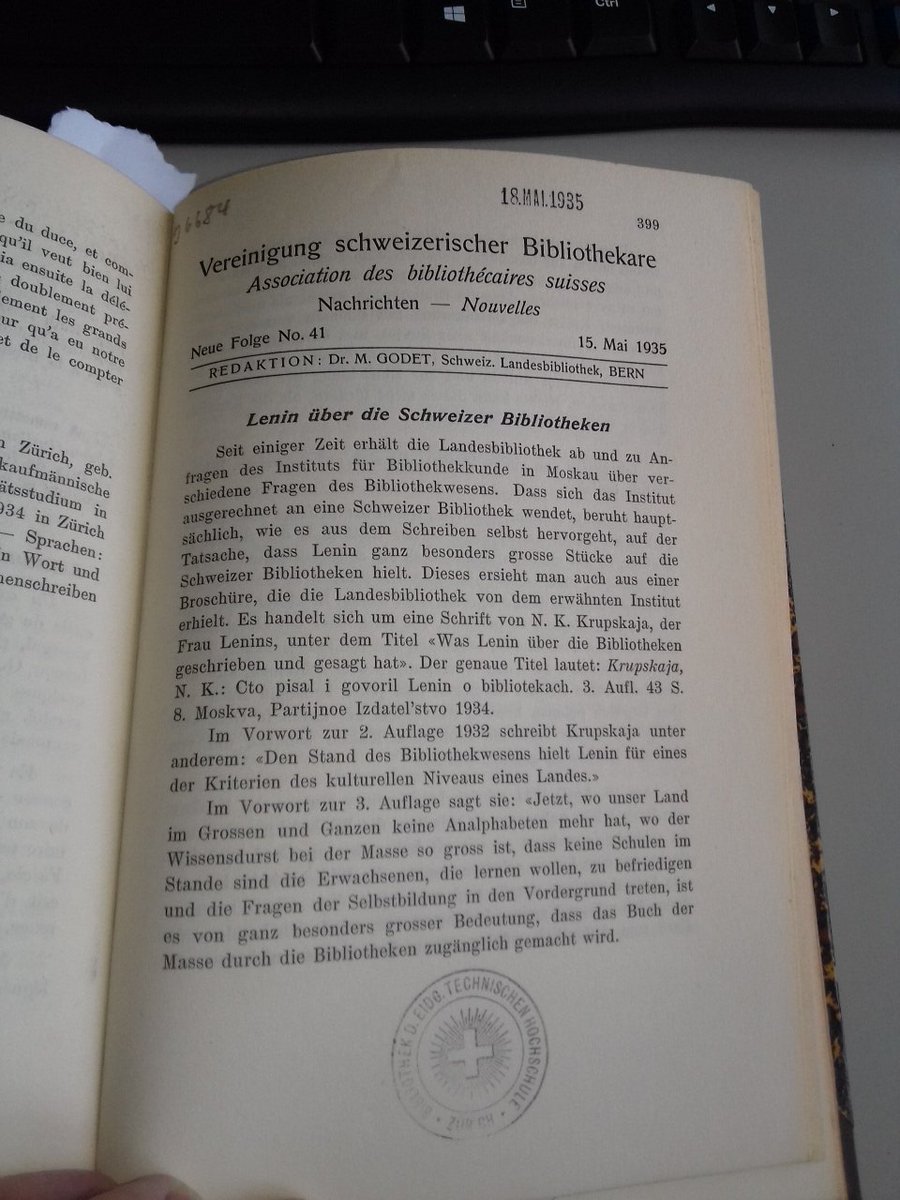 Ctrl
e du duce, et com-
qu'il veut bien lui
ia ensuite la délé-
doublement pré-
lement les grands
ur qu'a eu notre
et de le compter
n Zürich, geb.
kaufmännische
ätsstudium in
934 in Zürich
— Sprachen:
n Wort und
nenschreiben
18. MAI. 1935
399
Vereinigung schweizerischer Bibliothekare
Association des bibliothécaires suisses
Nachrichten — Nouvelles
Neue Folge No. 41 15. Mai 1935
REDAKTION: Dr. M. GODET, Schweiz. Landesbibliothek, BERN
Lenin über die Schweizer Bibliotheken
Seit einiger Zeit erhält die Landesbibliothek ab und zu An-
fragen des Instituts für Bibliothekkunde in Moskau über ver-
schiedene Fragen des Bibliothekwesens. Dass sich das Institut
ausgerechnet an eine Schweizer Bibliothek wendet, beruht haupt-
sächlich, wie es aus dem Schreiben selbst hervorgeht, auf der
Tatsache, dass Lenin ganz besonders grosse Stücke auf die
Schweizer Bibliotheken hielt. Dieses ersieht man auch aus einer
Broschüre, die die Landesbibliothek von dem erwähnten Institut
erhielt. Es handelt sich um eine Schrift von N. K. Krupskaja, der
Frau Lenins, unter dem Titel «Was Lenin über die Bibliotheken
geschrieben und gesagt hat». Der genaue Titel lautet: Krupskaja,
N. K.: Cto pisal i govoril Lenin o bibliotekach. 3. Aufl. 43 S.
8. Moskva, Partijnoe Izdatel'stvo 1934.
Im Vorwort zur 2. Auflage 1932 schreibt Krupskaja unter
anderem: «Den Stand des Bibliothekwesens hielt Lenin für eines
der Kriterien des kulturellen Niveaus eines Landes.»
Im Vorwort zur 3. Auflage sagt sie: «Jetzt, wo unser Land
im Grossen und Ganzen keine Analphabeten mehr hat, wo der
Wissensdurst bei der Masse so gross ist, dass keine Schulen im
Stande sind die Erwachsenen, die lernen wollen, zu befriedigen
und die Fragen der Selbstbildung in den Vordergrund treten, ist
es von ganz besonders grosser Bedeutung, dass das Buch der
Masse durch die Bibliotheken zugänglich gemacht wird.
BIBLIOTHEK D. EIDG. TECHNISCHEN HOCHSCHULE
ZÜRICH